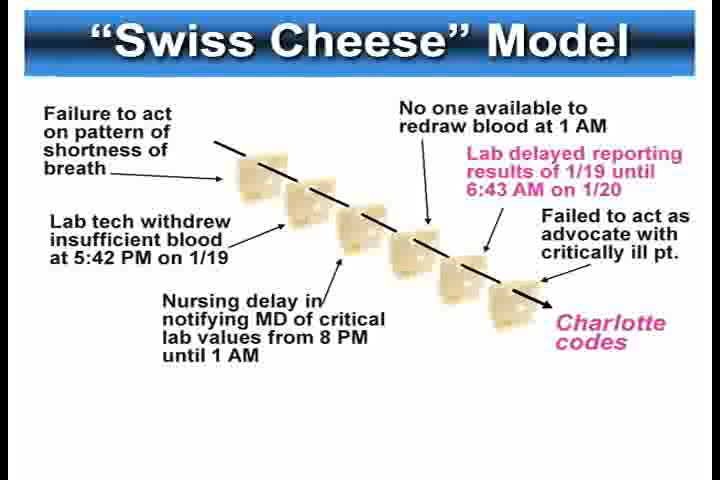 “Swiss Cheese” Model
Failure to act
on pattern of
shortness of
breath
No one available to
redraw blood at 1 AM
Lab delayed reporting
results of 1/19 until
6:43 AM on 1/20
Lab tech withdrew
insufficient blood
at 5:42 PM on 1/19
Failed to act as
advocate with
critically ill pt.
Nursing delay in
notifying MD of critical
lab values from 8 PM
until 1 AM
Charlotte
codes